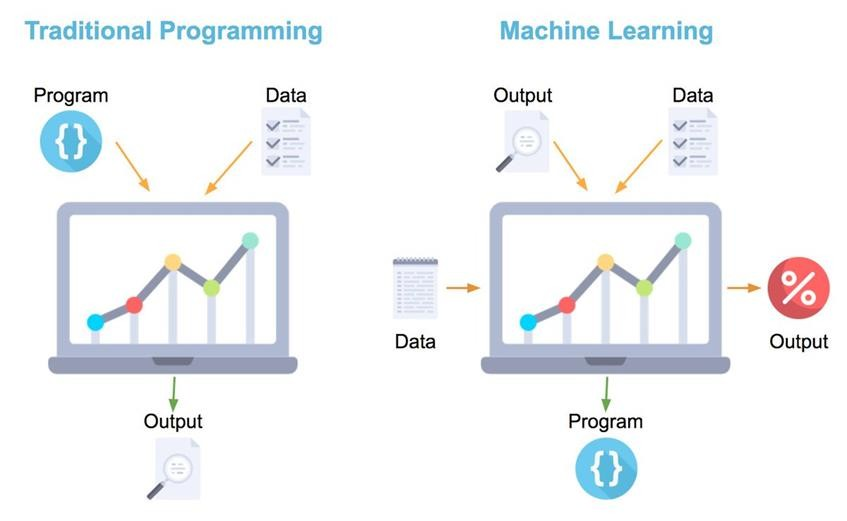 Traditional Programming
Program
Data
Output
Machine Learning
Output
Data
Data
Output
Program